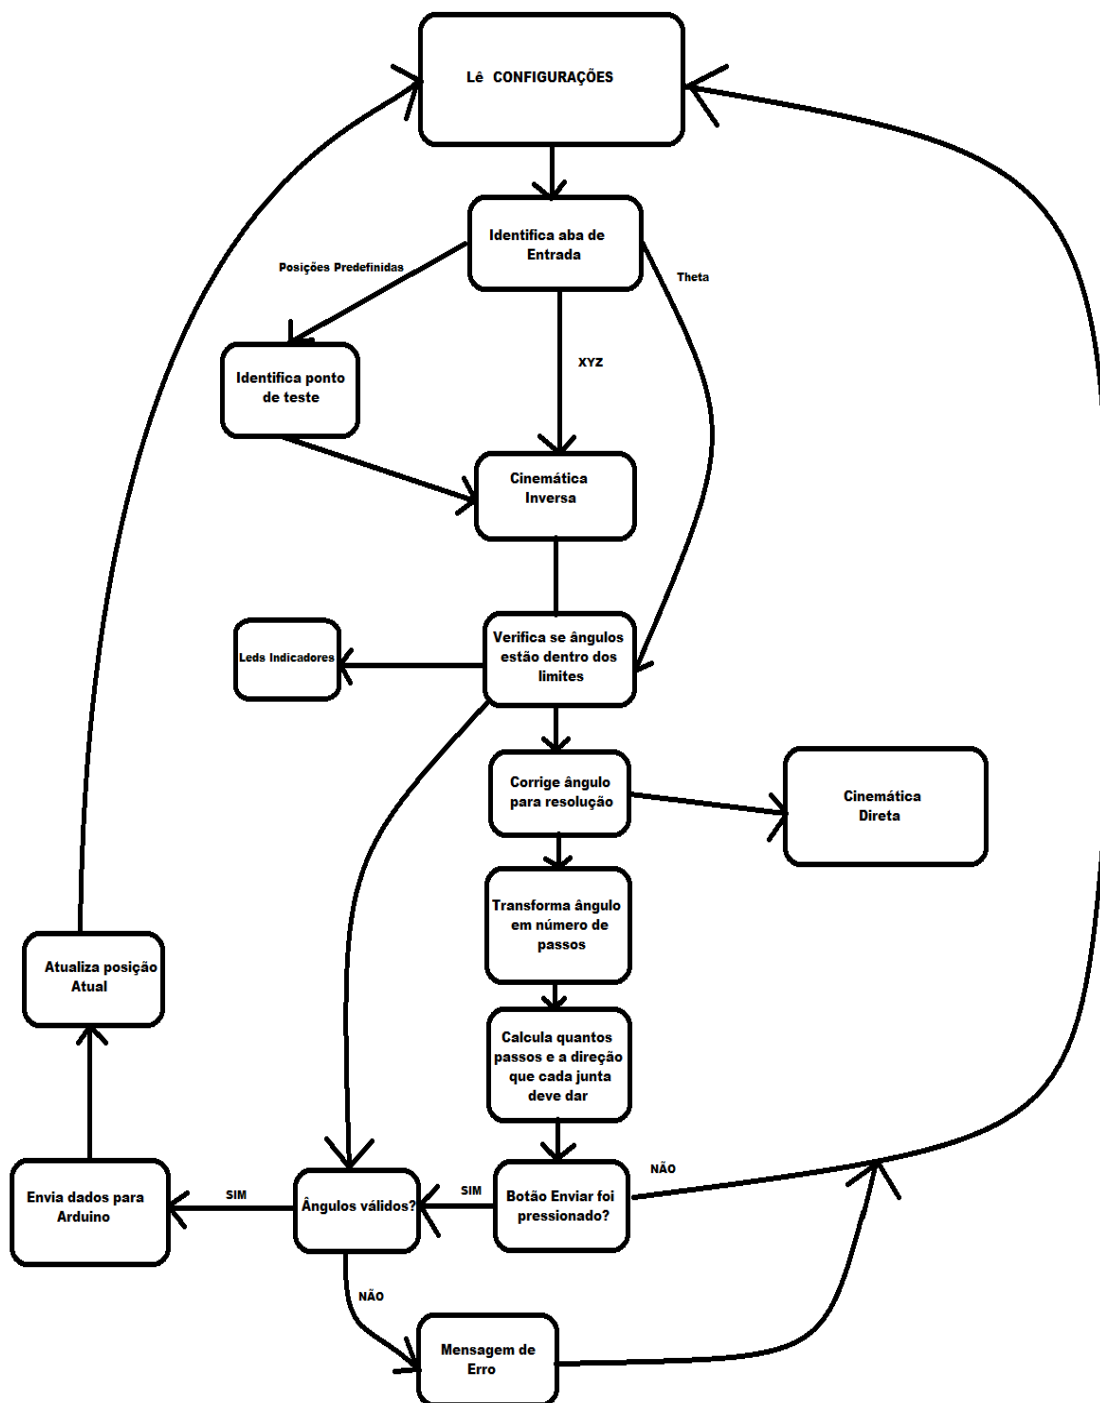 Lê CONFIGURAÇÕES
Identifica aba de
Entrada
Posições Predefinidas
Theta
XYZ
Identifica ponto
de teste
Cinemática
Inversa
Leds Indicadores
Verifica se ângulos
estão dentro dos
limites
Corrige ângulo
para resolução
Cinemática
Direta
Transforma ângulo
em número de
passos
Calcula quantos
passos e a direção
que cada junta
deve dar
Atualiza posição
Atual
Botão Enviar foi
pressionado?
NÃO
SIM
Ângulos válidos?
SIM
Envia dados para
Arduino
NÃO
Mensagem de
Erro